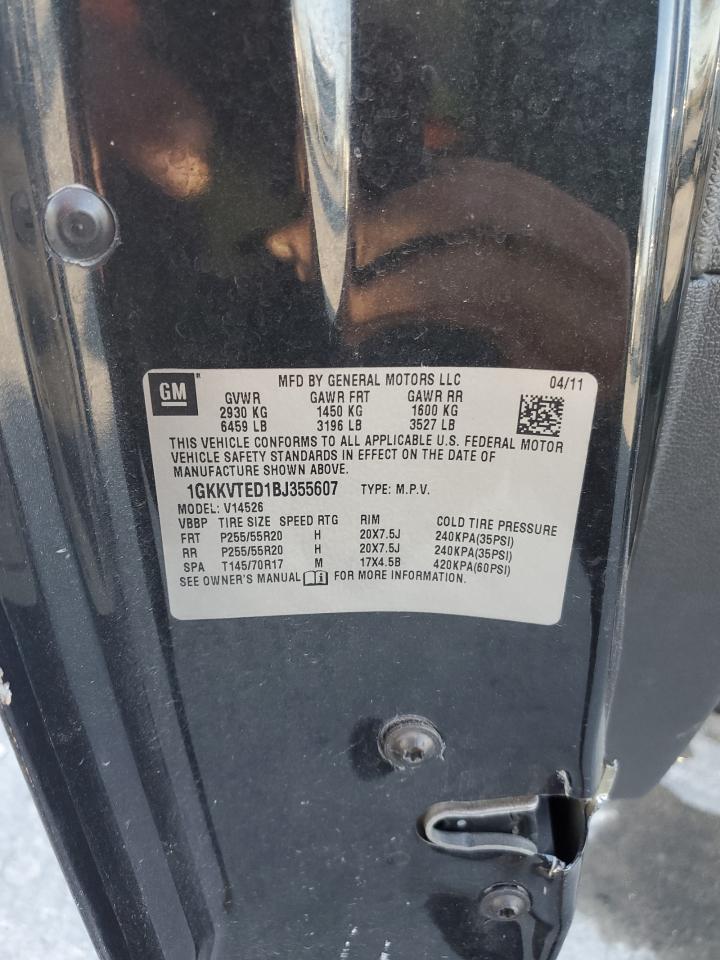 GM MFD BY GENERAL MOTORS LLC 04/11
GVWR GAWR FRT GAWR RR
2930 KG 1450 KG 1600 KG
6459 LB 3196 LB 3527 LB
THIS VEHICLE CONFORMS TO ALL APPLICABLE U.S. FEDERAL MOTOR
VEHICLE SAFETY STANDARDS IN EFFECT ON THE DATE OF
MANUFACTURE SHOWN ABOVE.
1GKKVTED1BJ355607 TYPE: M.P.V.
MODEL: V14526
VBBP TIRE SIZE SPEED RTG RIM COLD TIRE PRESSURE
FRT P255/55R20 H 20X7.5J 240KPA(35PSI)
RR P255/55R20 H 20X7.5J 240KPA(35PSI)
SPA T145/70R17 M 17X4.5B 420KPA(60PSI)
SEE OWNER'S MANUAL FOR MORE INFORMATION.